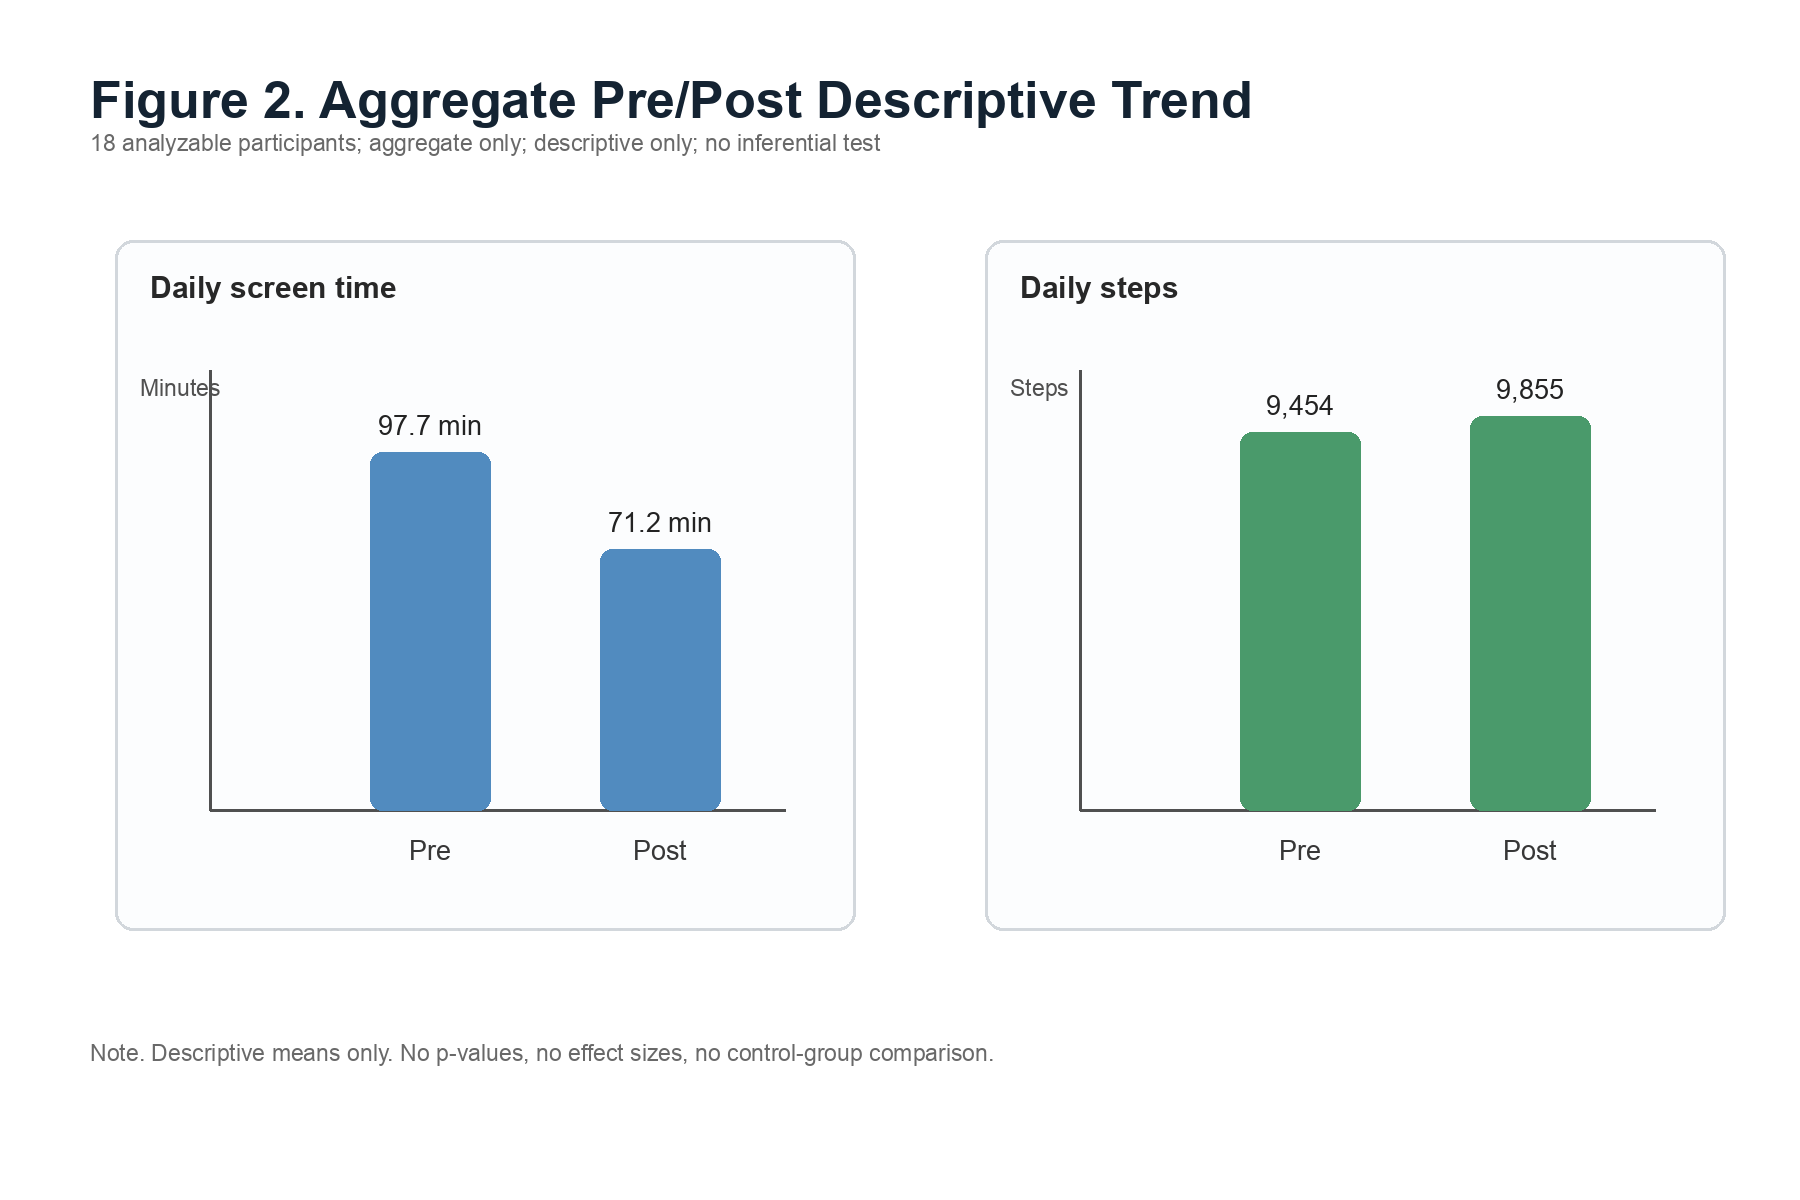 Figure 2. Aggregate Pre/Post Descriptive Trend
18 analyzable participants; aggregate only; descriptive only; no inferential test
Daily screen time
Minutes
97.7 min
71.2 min
Pre
Post
Daily steps
Steps
9,454
9,855
Pre
Post
Note. Descriptive means only. No p-values, no effect sizes, no control-group comparison.